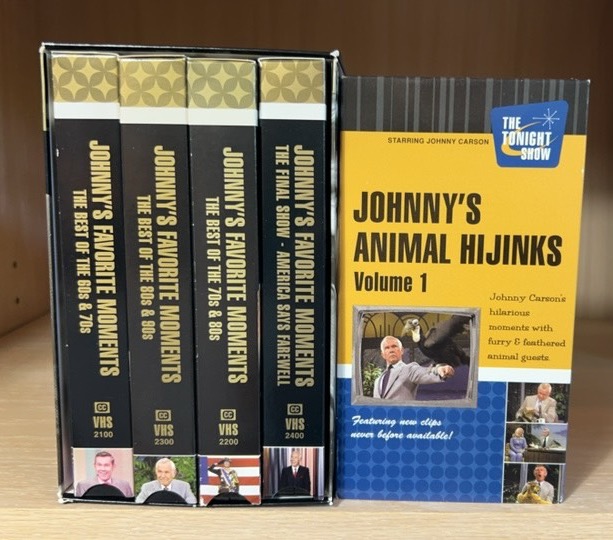 JOHNNY'S FAVORITE MOMENTS
THE BEST OF THE 60s & 70s
CC
VHS
2100
JOHNNY'S FAVORITE MOMENTS
THE BEST OF THE 80s & 90s
CC
VHS
2300
JOHNNY'S FAVORITE MOMENTS
THE BEST OF THE 70s & 80s
CC
VHS
2200
JOHNNY'S FAVORITE MOMENTS
THE FINAL SHOW - AMERICA SAYS FAREWELL
CC
VHS
2400
STARRING JOHNNY CARSON
THE
TONIGHT
SHOW
JOHNNY'S
ANIMAL HIJINKS
Volume 1
Johnny Carson's
hilarious
moments with
furry & feathered
animal guests.
Featuring new clips
never before available!